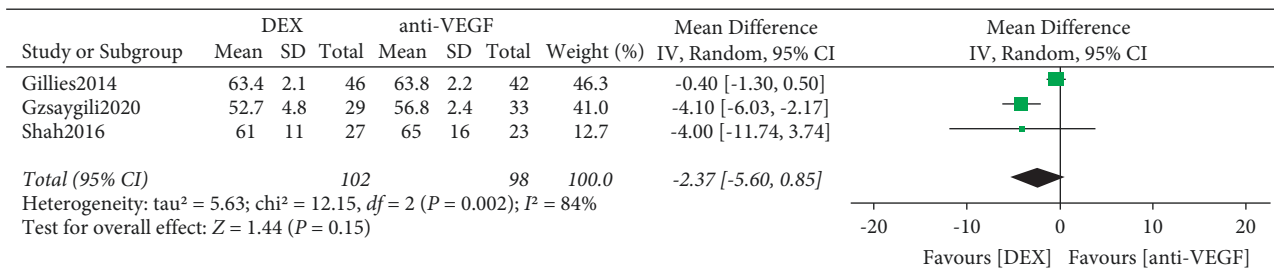 DEX anti-VEGF Mean Difference Mean Difference
Study or Subgroup Mean SD Total Mean SD Total Weight (%) IV, Random, 95% CI IV, Random, 95% CI
Gillies2014 63.4 2.1 46 63.8 2.2 42 46.3 -0.40 [-1.30, 0.50]
Gzsaygili2020 52.7 4.8 29 56.8 2.4 33 41.0 -4.10 [-6.03, -2.17]
Shah2016 61 11 27 65 16 23 12.7 -4.00 [-11.74, 3.74]
Total (95% CI) 102 98 100.0 -2.37 [-5.60, 0.85]
Heterogeneity: tau² = 5.63; chi² = 12.15, df = 2 (P = 0.002); I² = 84%
Test for overall effect: Z = 1.44 (P = 0.15)
-20 -10 0 10 20
Favours [DEX] Favours [anti-VEGF]